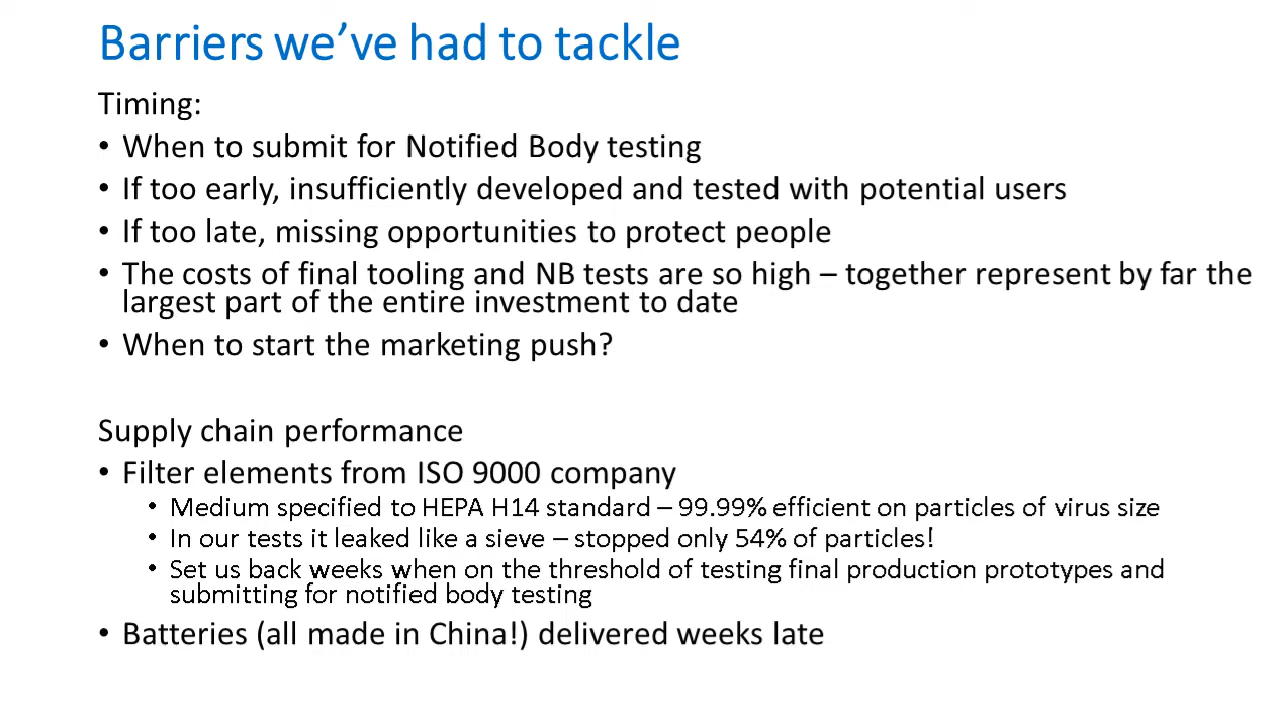 Barriers we’ve had to tackle
Timing:
• When to submit for Notified Body testing
• If too early, insufficiently developed and tested with potential users
• If too late, missing opportunities to protect people
• The costs of final tooling and NB tests are so high – together represent by far the
largest part of the entire investment to date
• When to start the marketing push?
Supply chain performance
• Filter elements from ISO 9000 company
• Medium specified to HEPA H14 standard – 99.99% efficient on particles of virus size
• In our tests it leaked like a sieve – stopped only 54% of particles!
• Set us back weeks when on the threshold of testing final production prototypes and
submitting for notified body testing
• Batteries (all made in China!) delivered weeks late